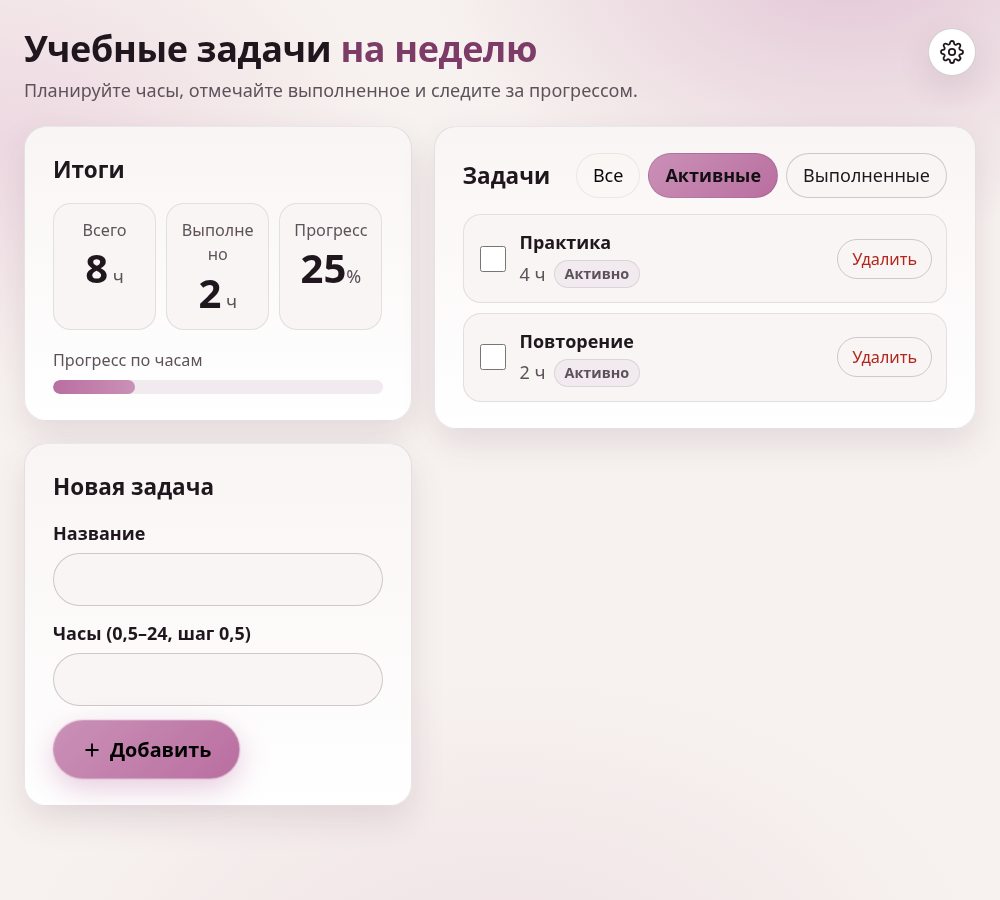 Учебные задачи на неделю
Планируйте часы, отмечайте выполненное и следите за прогрессом.
Итоги
Всего
8 ч
Выполне
но
2 ч
Прогресс
25%
Прогресс по часам
Новая задача
Название
Часы (0,5–24, шаг 0,5)
+ Добавить
Задачи
Все
Активные
Выполненные
Практика
4 ч Активно
Удалить
Повторение
2 ч Активно
Удалить